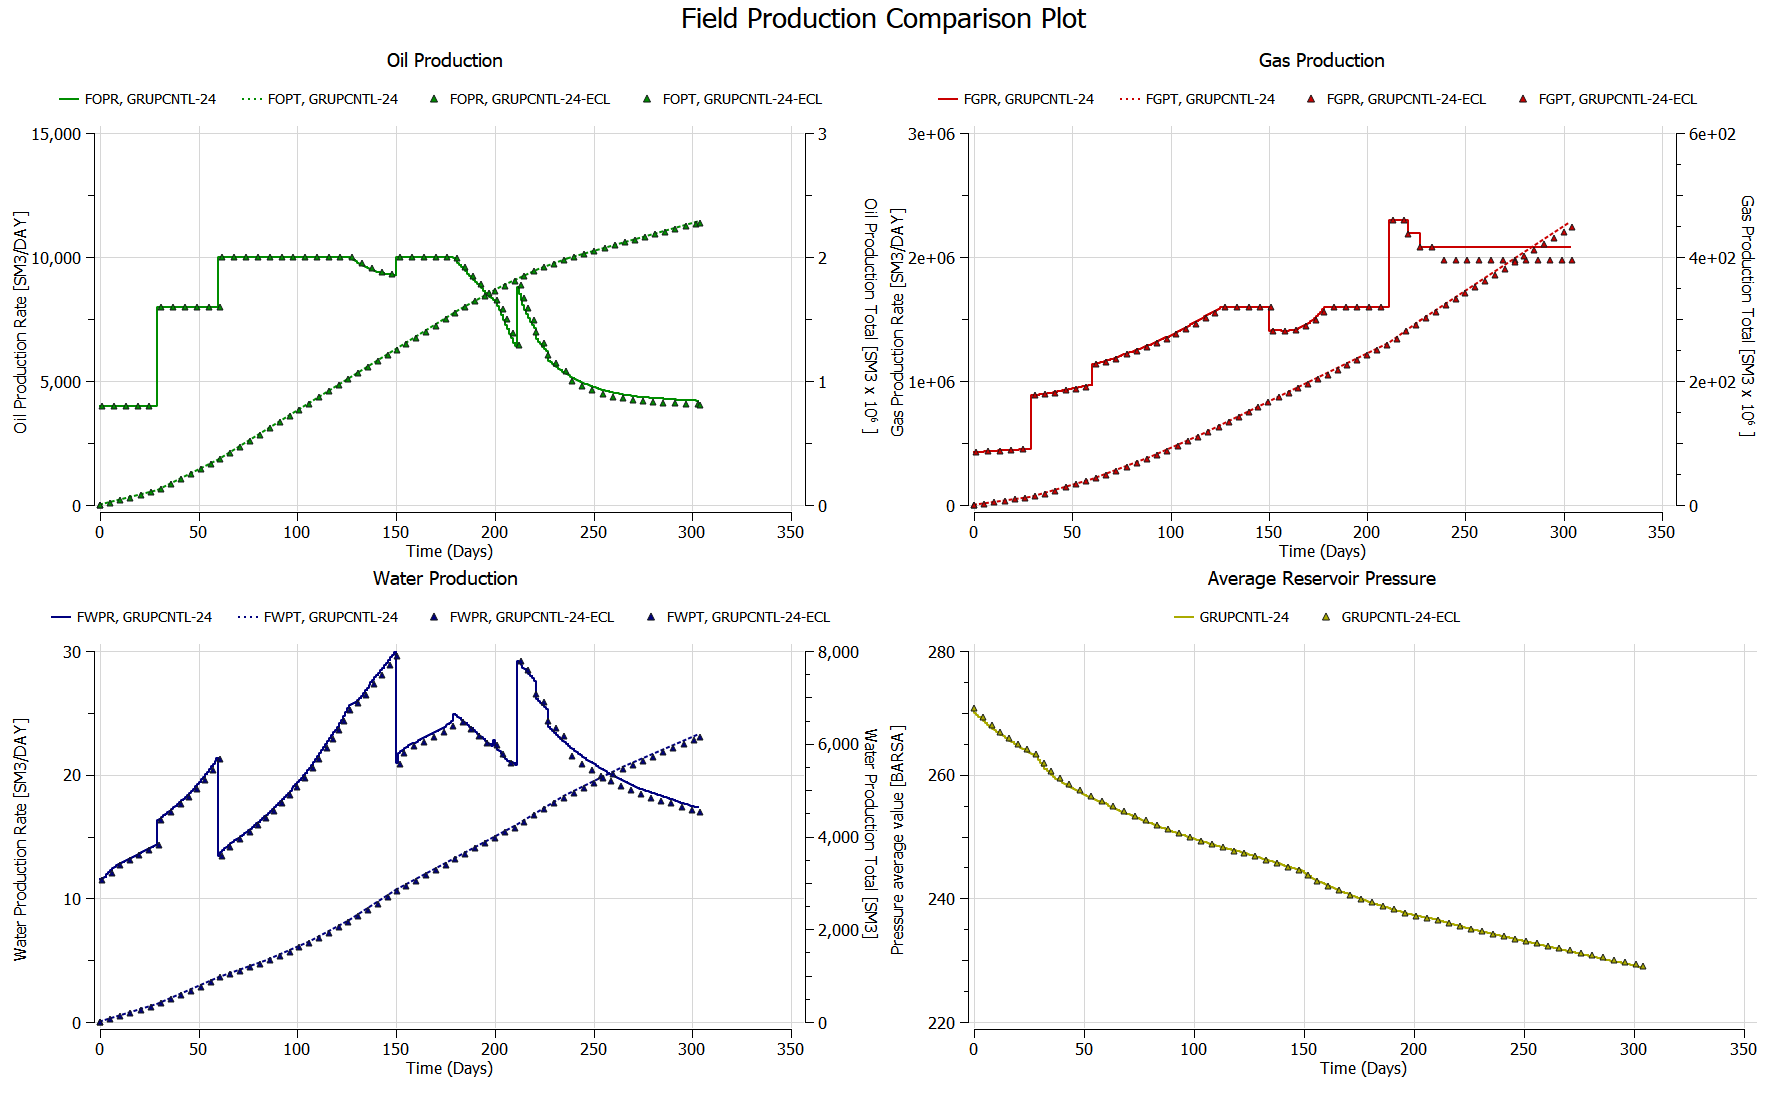 Field Production Comparison Plot
Oil Production
FOPR, GRUPCNTL-24 FOPT, GRUPCNTL-24 FOPR, GRUPCNTL-24-ECL FOPT, GRUPCNTL-24-ECL
15,000
10,000
5,000
0
Oil Production Rate [SM3/DAY]
3
2
1
0
Oil Production Total [SM3 x 10⁶ ]
0 50 100 150 200 250 300 350
Time (Days)
Gas Production
FGPR, GRUPCNTL-24 FGPT, GRUPCNTL-24 FGPR, GRUPCNTL-24-ECL FGPT, GRUPCNTL-24-ECL
3e+06
2e+06
1e+06
0
Gas Production Rate [SM3/DAY]
6e+02
4e+02
2e+02
0
Gas Production Total [SM3 x 10⁶ ]
0 50 100 150 200 250 300 350
Time (Days)
Water Production
FWPR, GRUPCNTL-24 FWPT, GRUPCNTL-24 FWPR, GRUPCNTL-24-ECL FWPT, GRUPCNTL-24-ECL
30
20
10
0
Water Production Rate [SM3/DAY]
8,000
6,000
4,000
2,000
0
Water Production Total [SM3]
0 50 100 150 200 250 300 350
Time (Days)
Average Reservoir Pressure
GRUPCNTL-24 GRUPCNTL-24-ECL
280
260
240
220
Pressure average value [BARSA]
0 50 100 150 200 250 300 350
Time (Days)